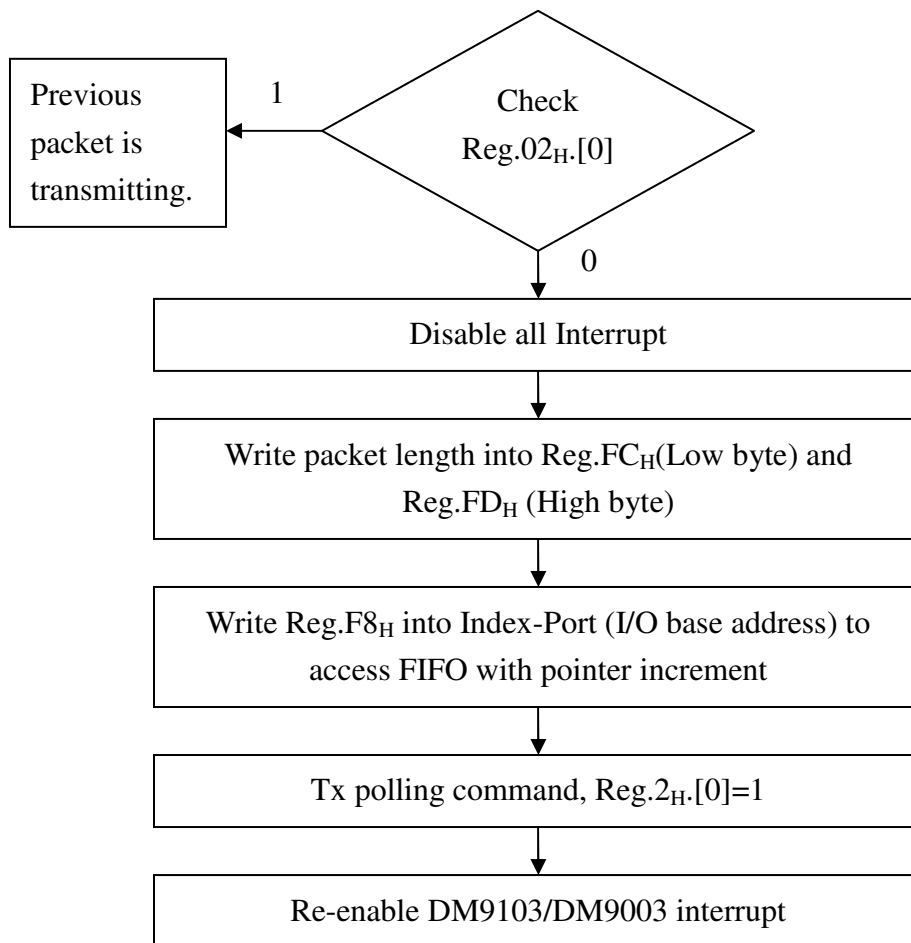 Check
Reg.02H.[0]
1
Previous
packet is
transmitting.
0
Disable all Interrupt
Write packet length into Reg.FCH(Low byte) and
Reg.FDH (High byte)
Write Reg.F8H into Index-Port (I/O base address) to
access FIFO with pointer increment
Tx polling command, Reg.2H.[0]=1
Re-enable DM9103/DM9003 interrupt